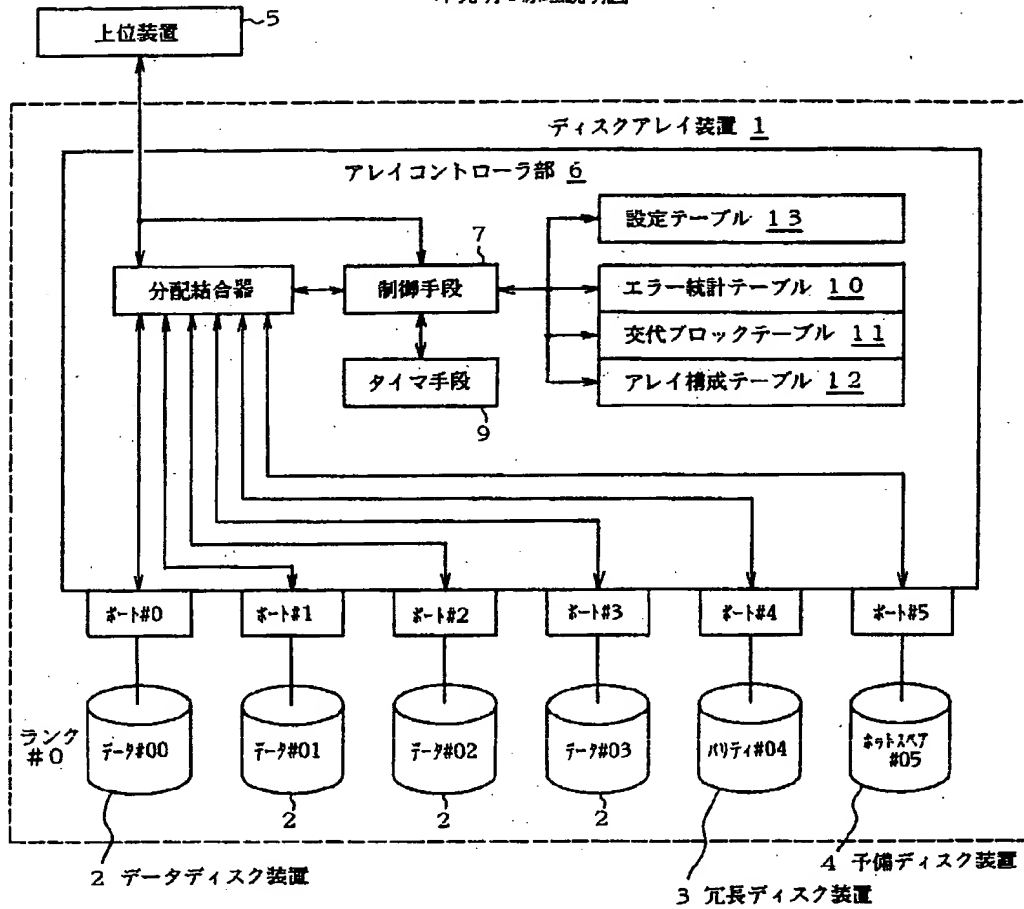 上位装置
5
ディスクアレイ装置 1
アレイコントローラ部 6
設定テーブル 13
7
分配結合器
制御手段
エラー統計テーブル 10
交代ブロックテーブル 11
タイマ手段
アレイ構成テーブル 12
9
ポート#0
ポート#1
ポート#2
ポート#3
ポート#4
ポート#5
ランク
#0
データ#00
データ#01
データ#02
データ#03
パリティ#04
ホットスペア
#05
2
2
2
2 データディスク装置
4 予備ディスク装置
3 冗長ディスク装置